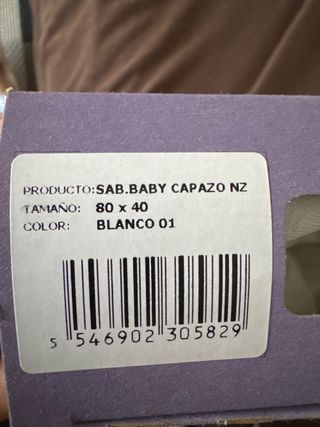 PRODUCTO: SAB.BABY CAPAZO NZ
TAMAÑO: 80 x 40
COLOR: BLANCO 01
5 546902 305829